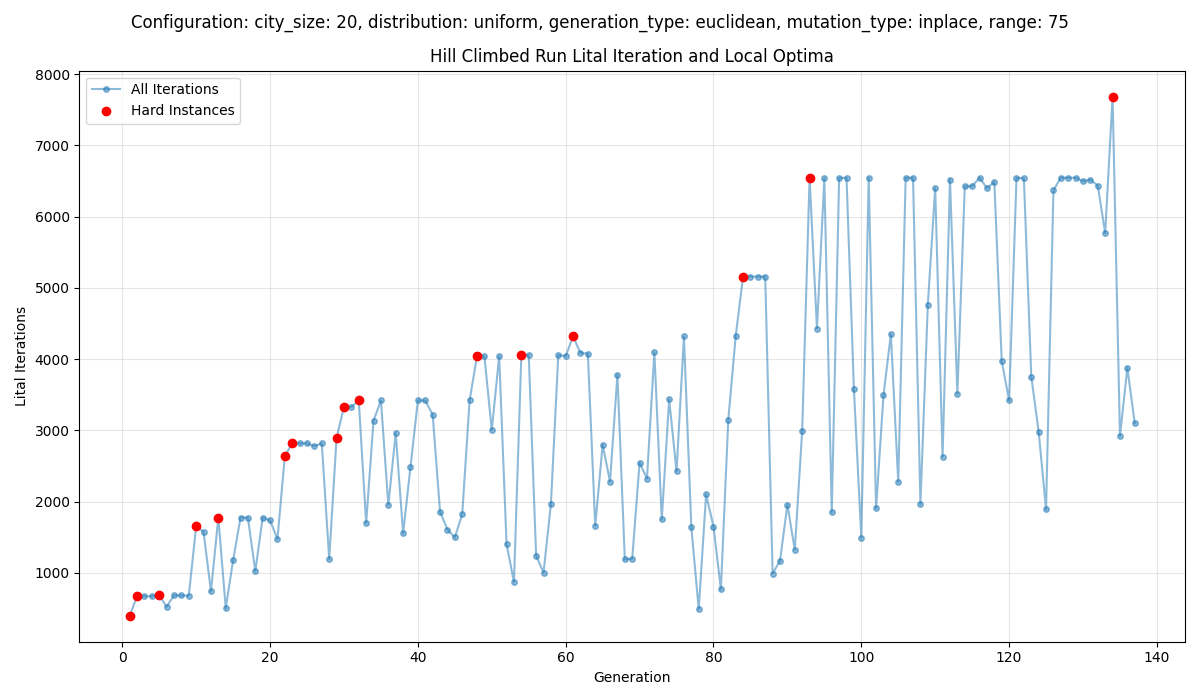 Configuration: city_size: 20, distribution: uniform, generation_type: euclidean, mutation_type: inplace, range: 75
Hill Climbed Run Lital Iteration and Local Optima
All Iterations
Hard Instances
8000
7000
6000
5000
4000
3000
2000
1000
Lital Iterations
0 20 40 60 80 100 120 140
Generation